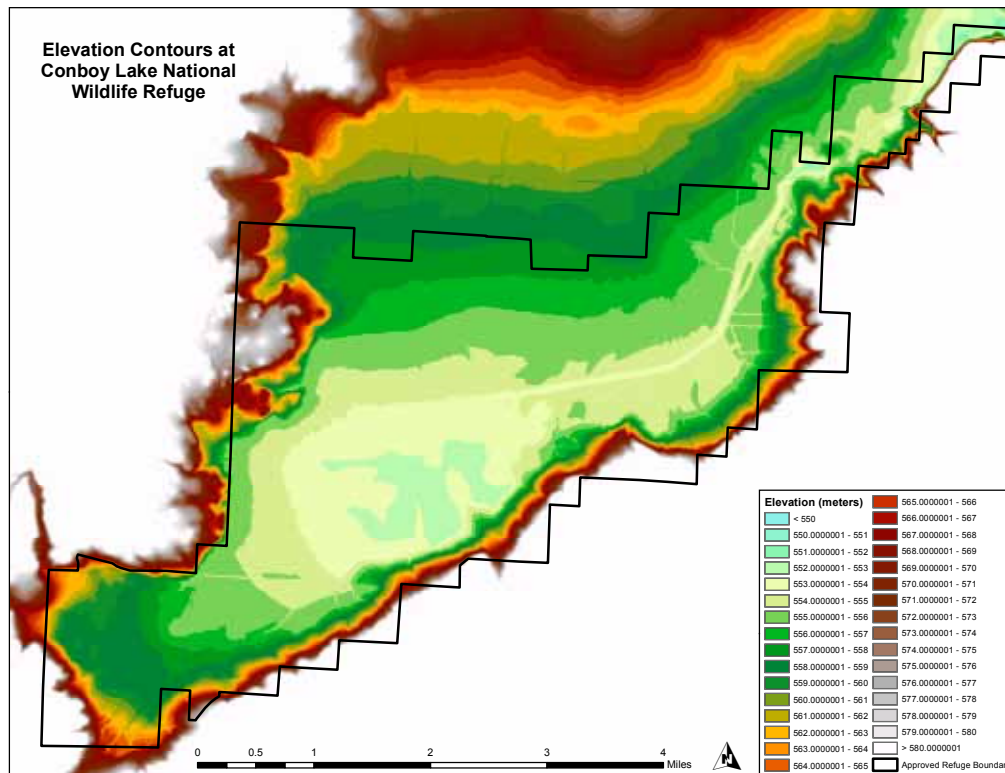 Elevation Contours at
Conboy Lake National
Wildlife Refuge
Elevation (meters)
< 550
550.0000001 - 551
551.0000001 - 552
552.0000001 - 553
553.0000001 - 554
554.0000001 - 555
555.0000001 - 556
556.0000001 - 557
557.0000001 - 558
558.0000001 - 559
559.0000001 - 560
560.0000001 - 561
561.0000001 - 562
562.0000001 - 563
563.0000001 - 564
564.0000001 - 565
565.0000001 - 566
566.0000001 - 567
567.0000001 - 568
568.0000001 - 569
569.0000001 - 570
570.0000001 - 571
571.0000001 - 572
572.0000001 - 573
573.0000001 - 574
574.0000001 - 575
575.0000001 - 576
576.0000001 - 577
577.0000001 - 578
578.0000001 - 579
579.0000001 - 580
> 580.0000001
Approved Refuge Boundar
0 0.5 1 2 3 4
Miles
N